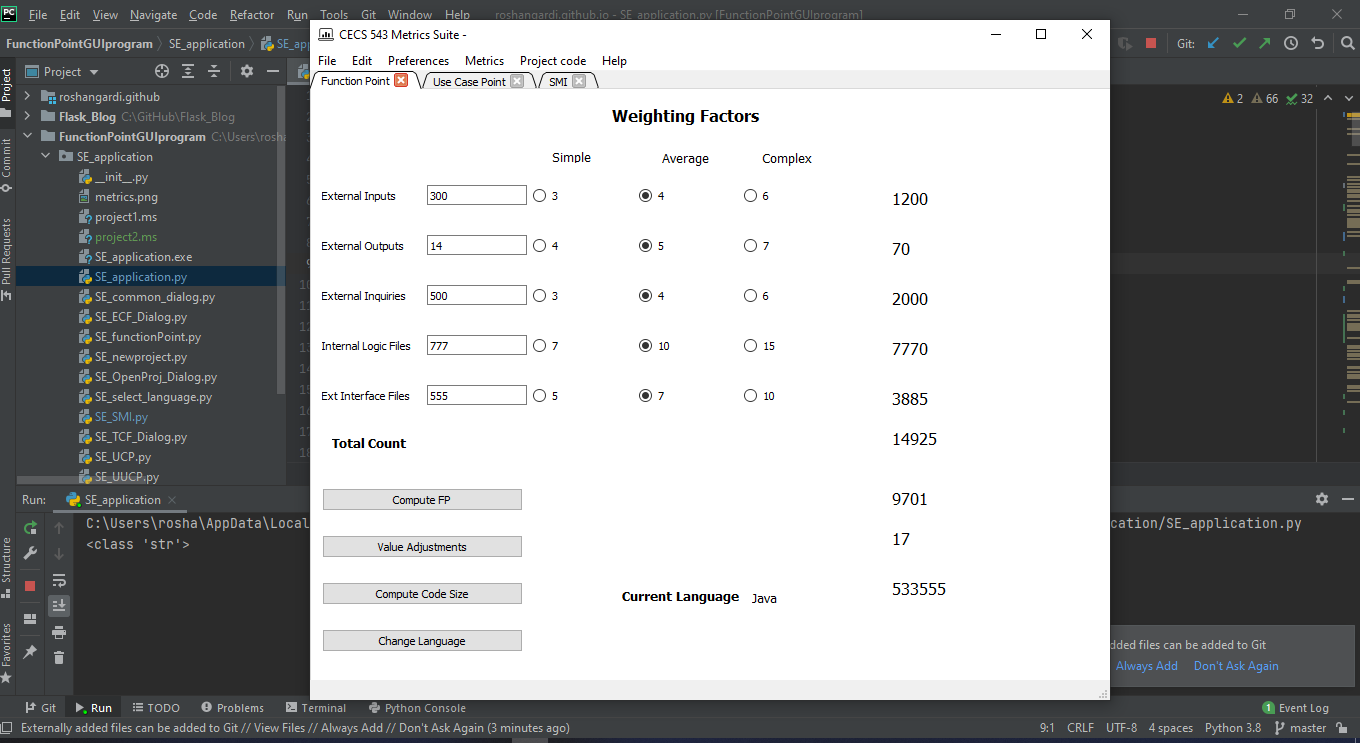 File Edit View Navigate Code Refactor Run Tools Git Window Help roshangardi.github.io - SE_application.py [FunctionPointGUIprogram]
FunctionPointGUIprogram SE_application SE_ap Git:
CECS 543 Metrics Suite -
File Edit Preferences Metrics Project code Help
Function Point Use Case Point SMI
Project
Project
Commit
Pull Requests
Structure
Favorites
roshangardi.github
Flask_Blog C:\GitHub\Flask_Blog
FunctionPointGUIprogram C:\Users\rosha
SE_application
__init__.py
metrics.png
project1.ms
project2.ms
SE_application.exe
SE_application.py
SE_common_dialog.py
SE_ECF_Dialog.py
SE_functionPoint.py
SE_newproject.py
SE_OpenProj_Dialog.py
SE_select_language.py
SE_SMI.py
SE_TCF_Dialog.py
SE_UCP.py
SE_UUCP.py
2 66 32
Weighting Factors
Simple Average Complex
External Inputs 300 3 4 6 1200
External Outputs 14 4 5 7 70
External Inquiries 500 3 4 6 2000
Internal Logic Files 777 7 10 15 7770
Ext Interface Files 555 5 7 10 3885
Total Count 14925
Compute FP 9701
Value Adjustments 17
Compute Code Size Current Language Java 533555
Change Language
Run: SE_application
C:\Users\rosha\AppData\Local
cation/SE_application.py
<class 'str'>
dded files can be added to Git
Always Add Don't Ask Again
Git Run TODO Problems Terminal Python Console 1 Event Log
Externally added files can be added to Git // View Files // Always Add // Don't Ask Again (3 minutes ago) 9:1 CRLF UTF-8 4 spaces Python 3.8 master